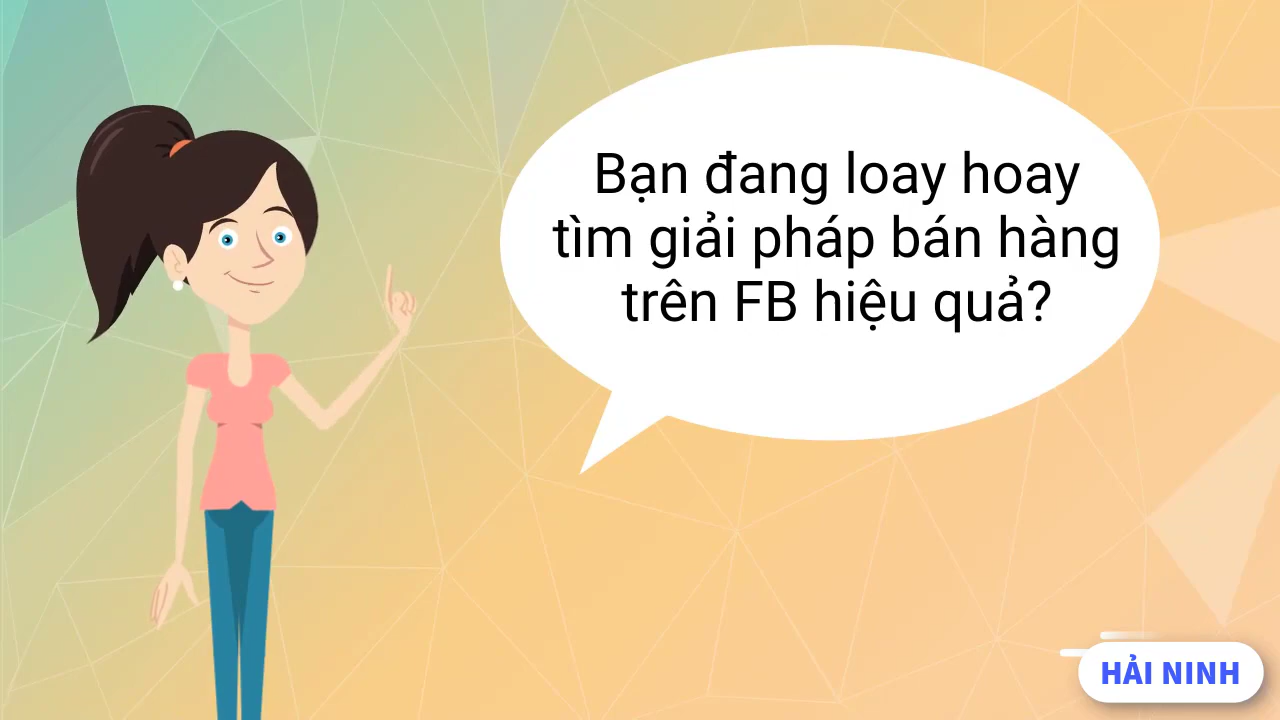 Bạn đang loay hoay
tìm giải pháp bán hàng
trên FB hiệu quả?
HẢI NINH